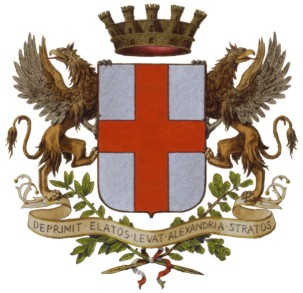 DEPRIMIT · ELATOS · LEVAT · ALEXANDRIA · STRATOS